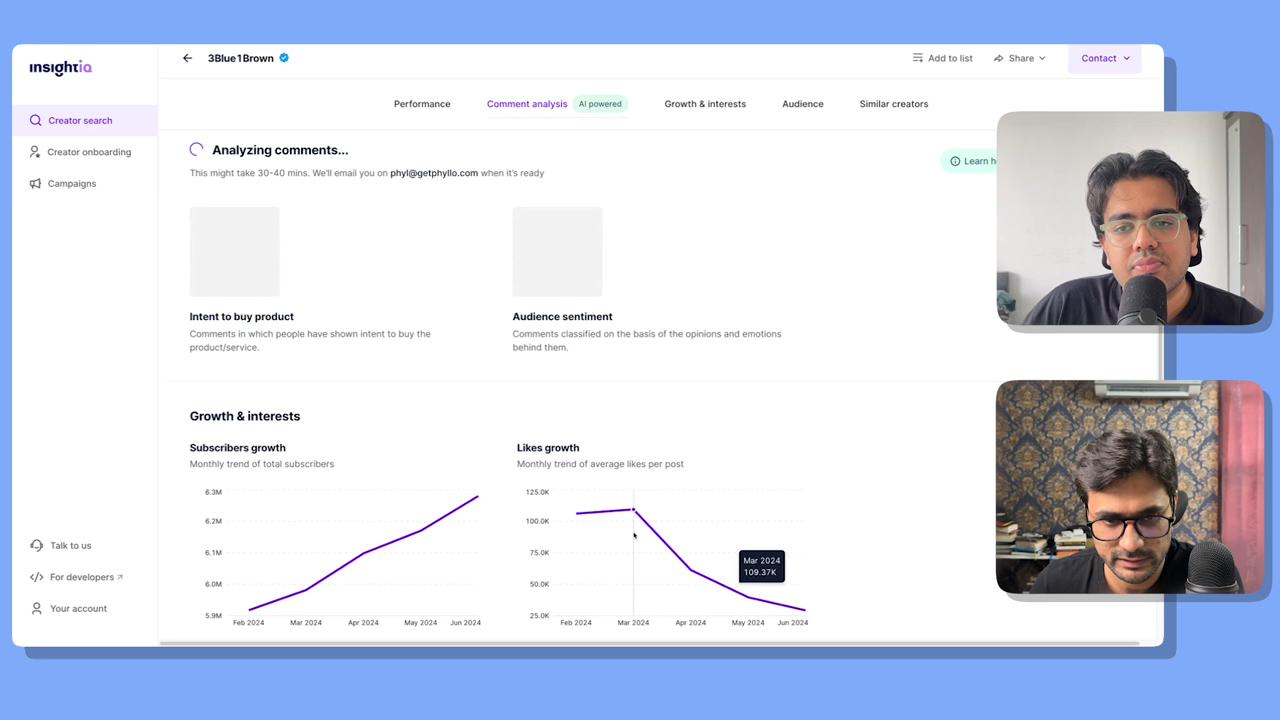 insightiq
Creator search
Creator onboarding
Campaigns
Talk to us
For developers
Your account
3Blue1Brown
Add to list
Share
Contact
Performance
Comment analysis
AI powered
Growth & interests
Audience
Similar creators
Analyzing comments...
This might take 30-40 mins. We'll email you on phyl@getphyllo.com when it's ready
Learn h
Intent to buy product
Comments in which people have shown intent to buy the
product/service.
Audience sentiment
Comments classified on the basis of the opinions and emotions
behind them.
Growth & interests
Subscribers growth
Monthly trend of total subscribers
6.3M
6.2M
6.1M
6.0M
5.9M
Feb 2024
Mar 2024
Apr 2024
May 2024
Jun 2024
Likes growth
Monthly trend of average likes per post
125.0K
100.0K
75.0K
50.0K
25.0K
Mar 2024
109.37K
Feb 2024
Mar 2024
Apr 2024
May 2024
Jun 2024